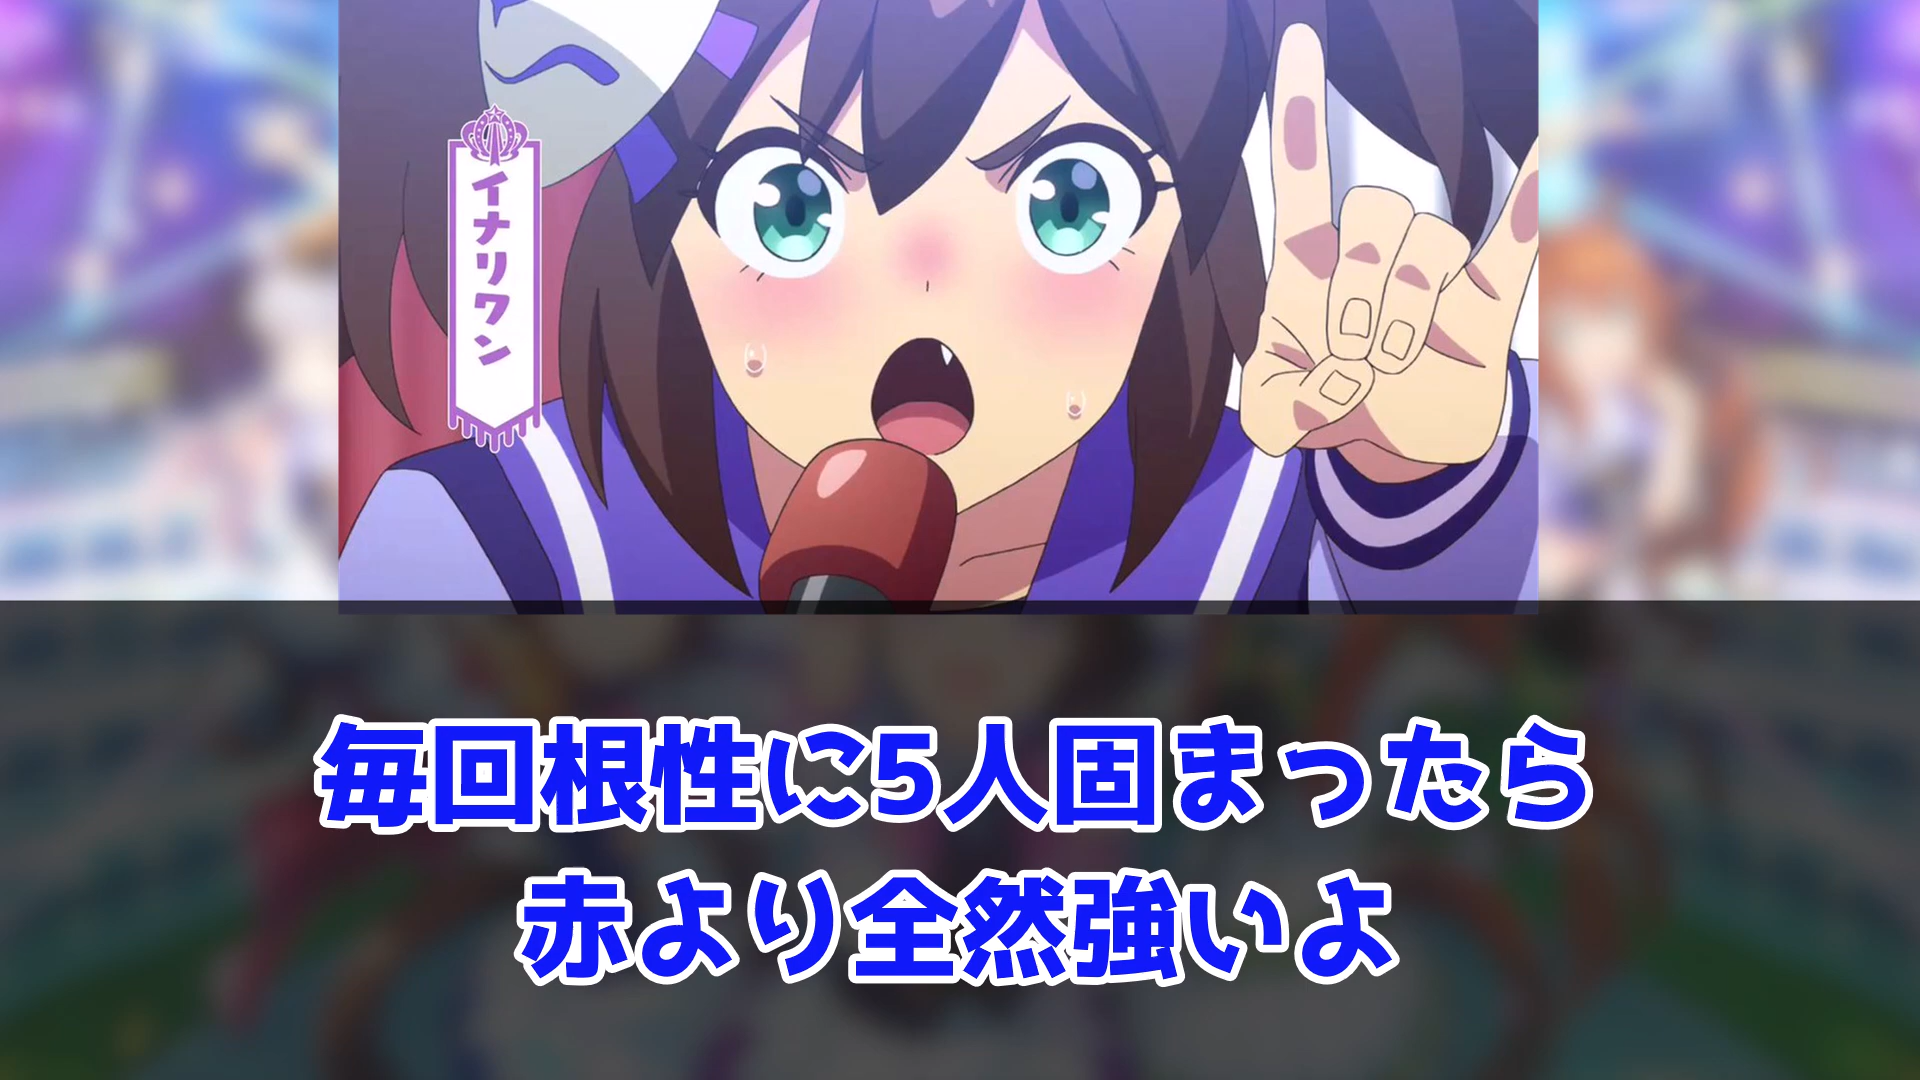 イナリワン
毎回根性に5人固まったら
赤より全然強いよ